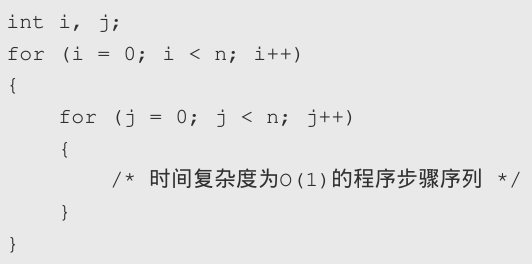 int i, j;
for (i = 0; i < n; i++)
{
    for (j = 0; j < n; j++)
    {
        /* 时间复杂度为O(1)的程序步骤序列 */
    }
}